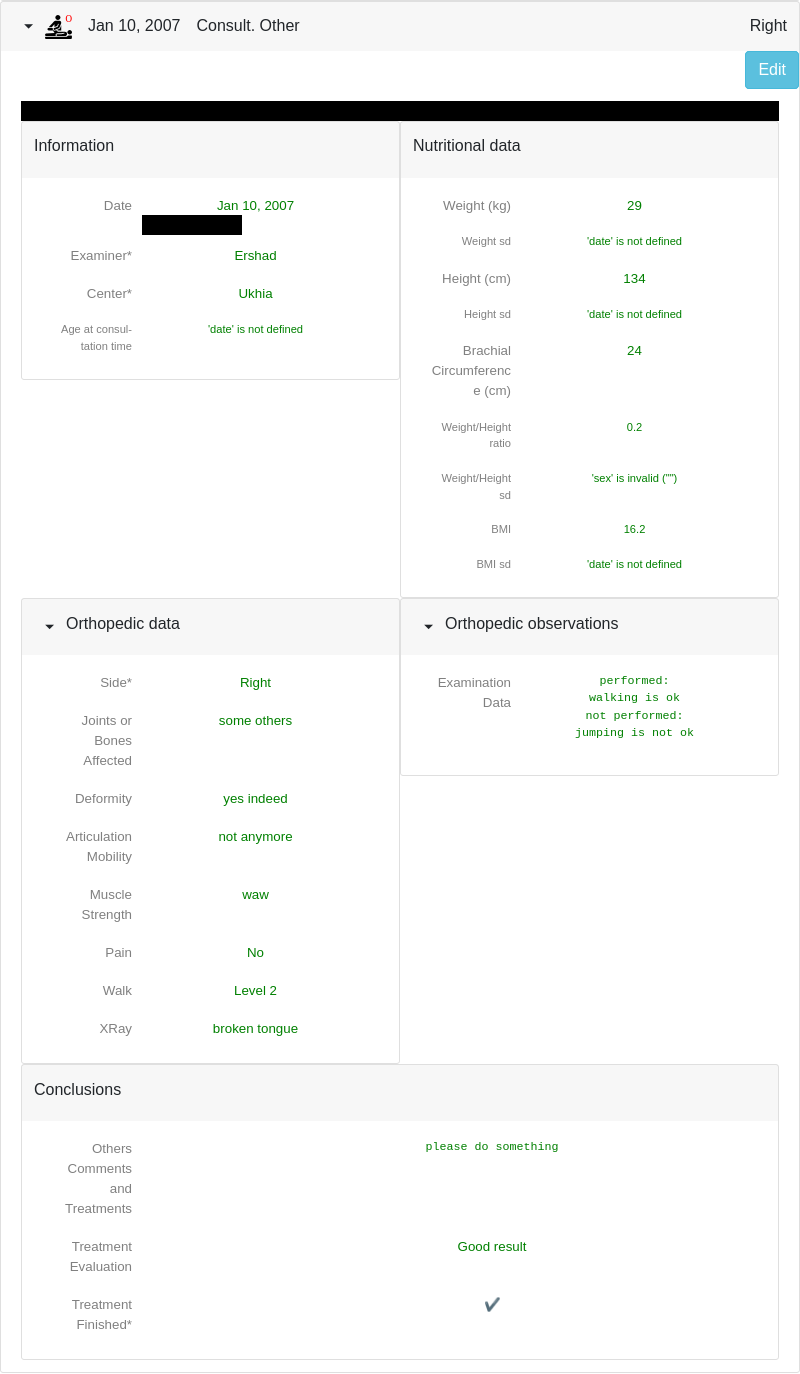 o
Jan 10, 2007 Consult. Other Right
Edit
Information
Date Jan 10, 2007
Examiner* Ershad
Center* Ukhia
Age at consul-
tation time
'date' is not defined
Nutritional data
Weight (kg) 29
Weight sd 'date' is not defined
Height (cm) 134
Height sd 'date' is not defined
Brachial
Circumferenc
e (cm)
24
Weight/Height
ratio
0.2
Weight/Height
sd
'sex' is invalid ("")
BMI 16.2
BMI sd 'date' is not defined
Orthopedic data
Side* Right
Joints or
Bones
Affected
some others
Deformity yes indeed
Articulation
Mobility
not anymore
Muscle
Strength
waw
Pain No
Walk Level 2
XRay broken tongue
Orthopedic observations
Examination
Data
performed:
walking is ok
not performed:
jumping is not ok
Conclusions
Others
Comments
and
Treatments
please do something
Treatment
Evaluation
Good result
Treatment
Finished*
✔